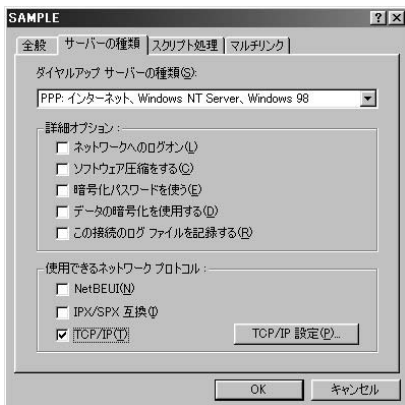 SAMPLE
全般 サーバーの種類 スクリプト処理 マルチリンク
ダイヤルアップ サーバーの種類(S):
PPP: インターネット、Windows NT Server、Windows 98
詳細オプション:
ネットワークへのログオン(L)
ソフトウェア圧縮をする(C)
暗号化パスワードを使う(E)
データの暗号化を使用する(D)
この接続のログ ファイルを記録する(R)
使用できるネットワーク プロトコル:
NetBEUI(N)
IPX/SPX 互換(I)
TCP/IP(T)
TCP/IP 設定(P)...
OK キャンセル